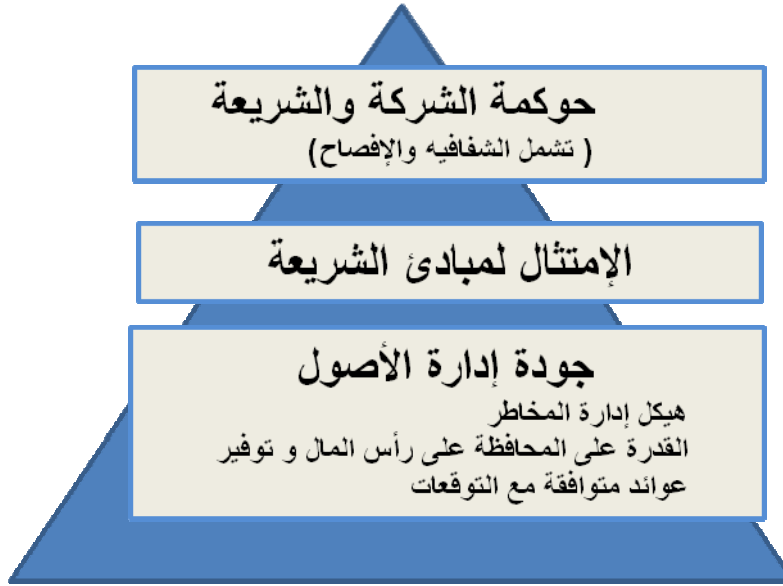 حوكمة الشركة والشريعة
( تشمل الشفافيه والإفصاح)
الإمتثال لمبادئ الشريعة
جودة إدارة الأصول
هيكل إدارة المخاطر
القدرة على المحافظة على رأس المال و توفير
عوائد متوافقة مع التوقعات